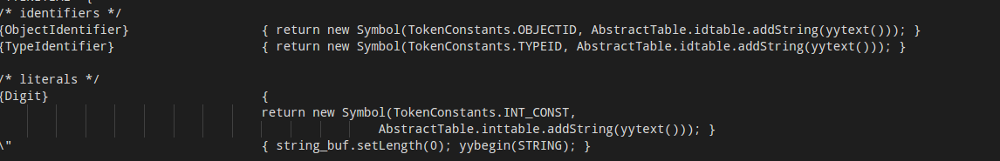 /* identifiers */
{ObjectIdentifier} { return new Symbol(TokenConstants.OBJECTID, AbstractTable.idtable.addString(yytext())); }
{TypeIdentifier} { return new Symbol(TokenConstants.TYPEID, AbstractTable.idtable.addString(yytext())); }
/* literals */
{Digit} {
return new Symbol(TokenConstants.INT_CONST,
AbstractTable.inttable.addString(yytext())); }
\" { string_buf.setLength(0); yybegin(STRING); }